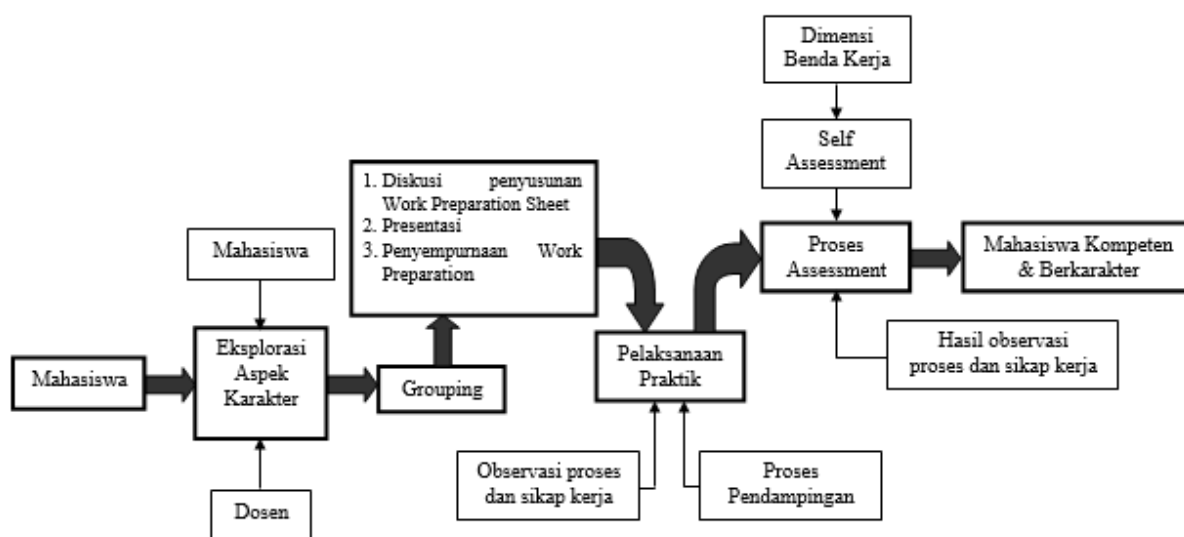 Dimensi
Benda Kerja
Self
Assessment
1. Diskusi penyusunan
Work Preparation Sheet
2. Presentasi
3. Penyempurnaan Work
Preparation
Mahasiswa
Proses
Assessment
Mahasiswa Kompeten
& Berkarakter
Mahasiswa
Eksplorasi
Aspek
Karakter
Grouping
Pelaksanaan
Praktik
Hasil observasi
proses dan sikap kerja
Dosen
Observasi proses
dan sikap kerja
Proses
Pendampingan